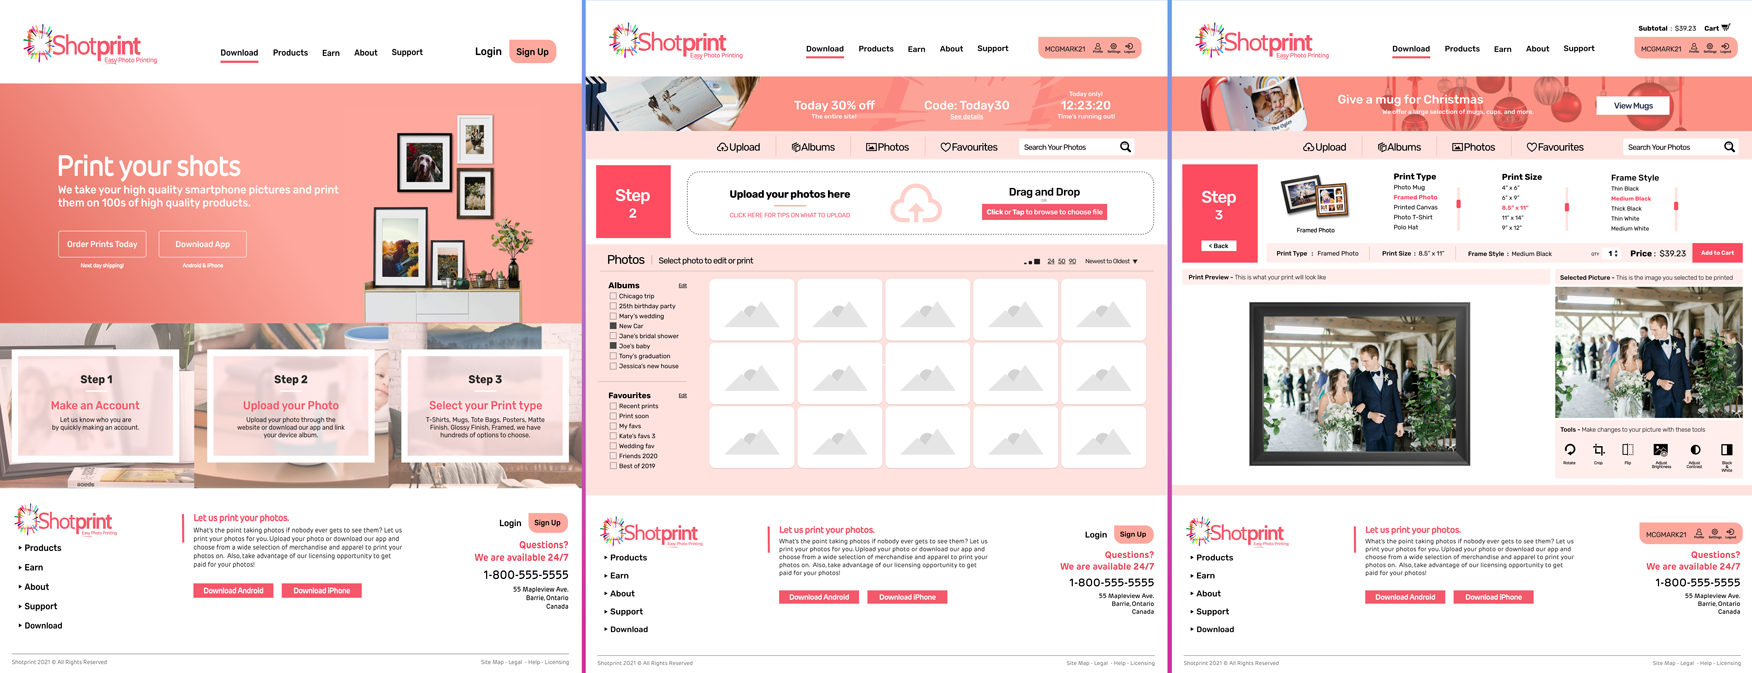 Shotprint
Easy Photo Printing
Download
Products
Earn
About
Support
Login
Sign Up
Print your shots
We take your high quality smartphone pictures and print
them on 100s of high quality products.
Order Prints Today
Download App
Next day shipping!
Android & iPhone
Step 1
Make an Account
Let us know who you are
by quickly making an account.
Step 2
Upload your Photo
Upload your photo through the
website or download our app and link
your device album.
Step 3
Select your Print type
T-Shirts, Mugs, Tote Bags, Posters, Matte
Finish, Glossy Finish, Framed, we have
hundreds of options to choose.
Shotprint
Easy Photo Printing
Products
Earn
About
Support
Download
Let us print your photos.
What's the point taking photos if nobody ever gets to see them? Let us
print your photos for you. Upload your photo or download our app and
choose from a wide selection of merchandise and apparel to print your
photos on. Also, take advantage of our licensing opportunity to get
paid for your photos!
Download Android
Download iPhone
Login
Sign Up
Questions?
We are available 24/7
1-800-555-5555
55 Mapleview Ave.
Barrie, Ontario
Canada
Shotprint 2021 © All Rights Reserved
Site Map - Legal - Help - Licensing
Shotprint
Easy Photo Printing
Download
Products
Earn
About
Support
MCGMARK21
Profile
Settings
Logout
Today 30% off
The entire site!
Code: Today30
See details
Today only!
12:23:20
Time's running out!
Upload
Albums
Photos
Favourites
Search Your Photos
Step
2
Upload your photos here
CLICK HERE FOR TIPS ON WHAT TO UPLOAD
Drag and Drop
OR
Click or Tap to browse to choose file
Photos
Select photo to edit or print
24 50 90
Newest to Oldest
Albums
Edit
Chicago trip
25th birthday party
Mary's wedding
New Car
Jane's bridal shower
Joe's baby
Tony's graduation
Jessica's new house
Favourites
Edit
Recent prints
Print soon
My favs
Kate's favs 3
Wedding fav
Friends 2020
Best of 2019
Shotprint
Easy Photo Printing
Products
Earn
About
Support
Download
Let us print your photos.
What's the point taking photos if nobody ever gets to see them? Let us
print your photos for you. Upload your photo or download our app and
choose from a wide selection of merchandise and apparel to print your
photos on. Also, take advantage of our licensing opportunity to get
paid for your photos!
Download Android
Download iPhone
Login
Sign Up
Questions?
We are available 24/7
1-800-555-5555
55 Mapleview Ave.
Barrie, Ontario
Canada
Shotprint 2021 © All Rights Reserved
Site Map - Legal - Help - Licensing
Subtotal : $39.23
Cart
Shotprint
Easy Photo Printing
Download
Products
Earn
About
Support
MCGMARK21
Profile
Settings
Logout
Give a mug for Christmas
We offer a large selection of mugs, cups, and more.
View Mugs
Upload
Albums
Photos
Favourites
Search Your Photos
Step
3
< Back
Framed Photo
Print Type
Photo Mug
Framed Photo
Printed Canvas
Photo T-Shirt
Polo Hat
Print Size
4" x 6"
6" x 9"
8.5" x 11"
11" x 14"
9" x 12"
Frame Style
Thin Black
Medium Black
Thick Black
Thin White
Medium White
Print Type : Framed Photo
Print Size : 8.5" x 11"
Frame Style : Medium Black
QTY 1
Price : $39.23
Add to Cart
Print Preview - This is what your print will look like
Selected Picture - This is the image you selected to be printed
Tools - Make changes to your picture with these tools
Rotate
Crop
Flip
Adjust
Brightness
Adjust
Contrast
Black
&
White
Shotprint
Easy Photo Printing
Products
Earn
About
Support
Download
Let us print your photos.
What's the point taking photos if nobody ever gets to see them? Let us
print your photos for you. Upload your photo or download our app and
choose from a wide selection of merchandise and apparel to print your
photos on. Also, take advantage of our licensing opportunity to get
paid for your photos!
Download Android
Download iPhone
MCGMARK21
Profile
Settings
Logout
Questions?
We are available 24/7
1-800-555-5555
55 Mapleview Ave.
Barrie, Ontario
Canada
Shotprint 2021 © All Rights Reserved
Site Map - Legal - Help - Licensing